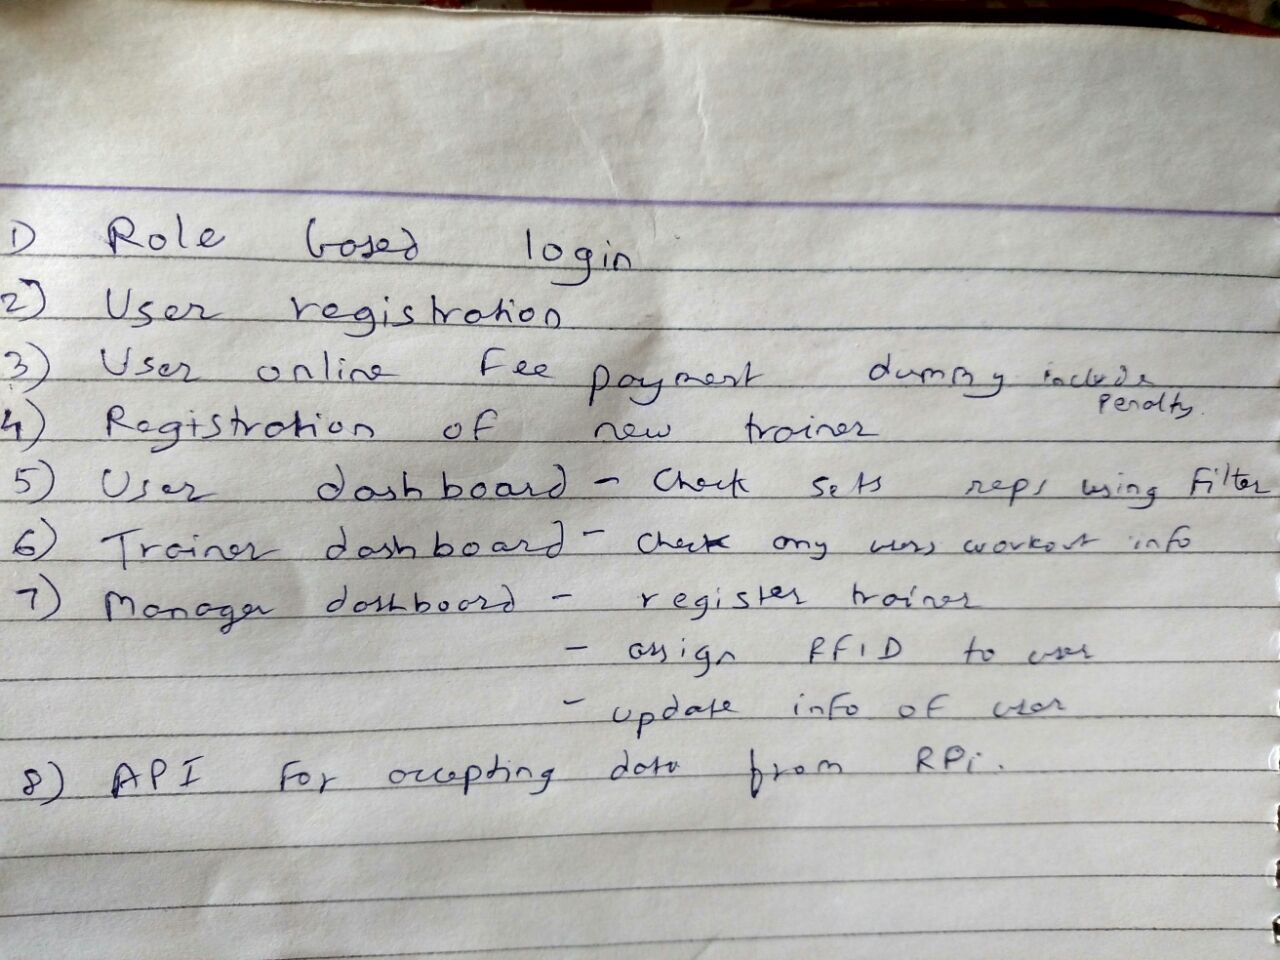 1) Role based login
2) User registration
3) User online fee payment dummy include
penalty.
4) Registration of new trainer
5) User dashboard - Check sets reps using Filter
6) Trainer dashboard - check any users workout info
7) Manager dashboard - register trainer
- assign RFID to user
- update info of user
8) API For accepting data from RPi.